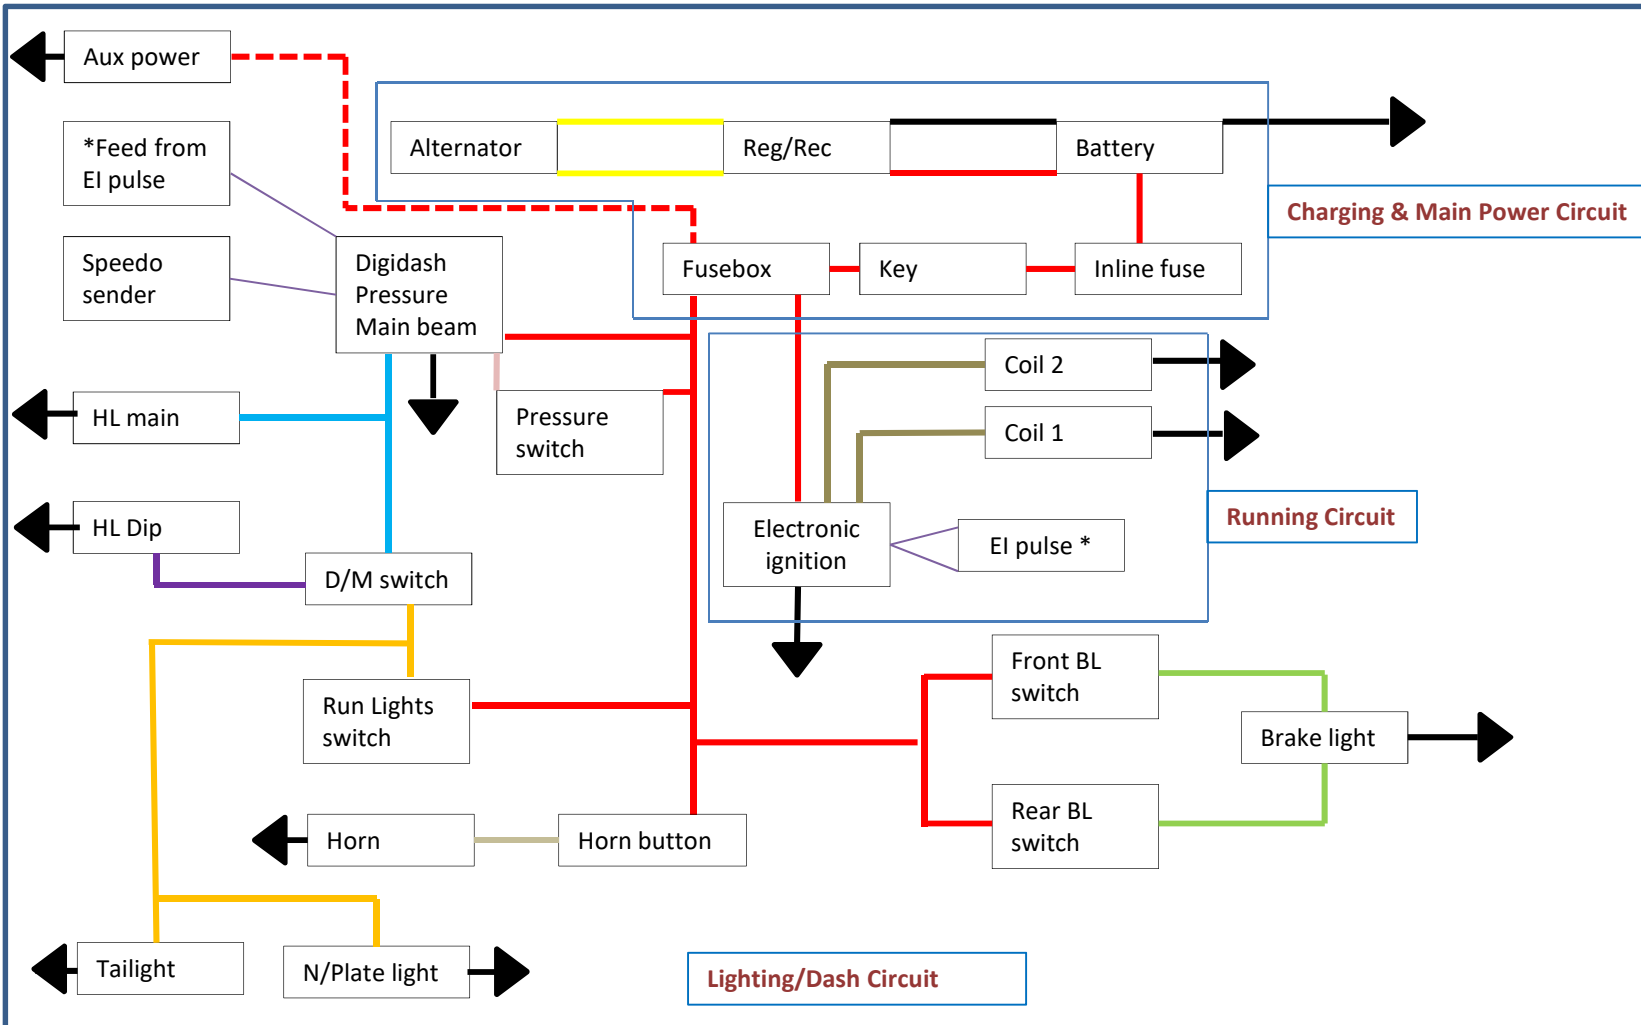 Aux power
*Feed from
EI pulse
Alternator
Reg/Rec
Battery
Charging & Main Power Circuit
Speedo
sender
Digidash
Pressure
Main beam
Fusebox
Key
Inline fuse
HL main
Pressure
switch
Coil 2
Coil 1
HL Dip
Electronic
ignition
EI pulse *
Running Circuit
D/M switch
Run Lights
switch
Front BL
switch
Brake light
Horn
Horn button
Rear BL
switch
Tailight
N/Plate light
Lighting/Dash Circuit